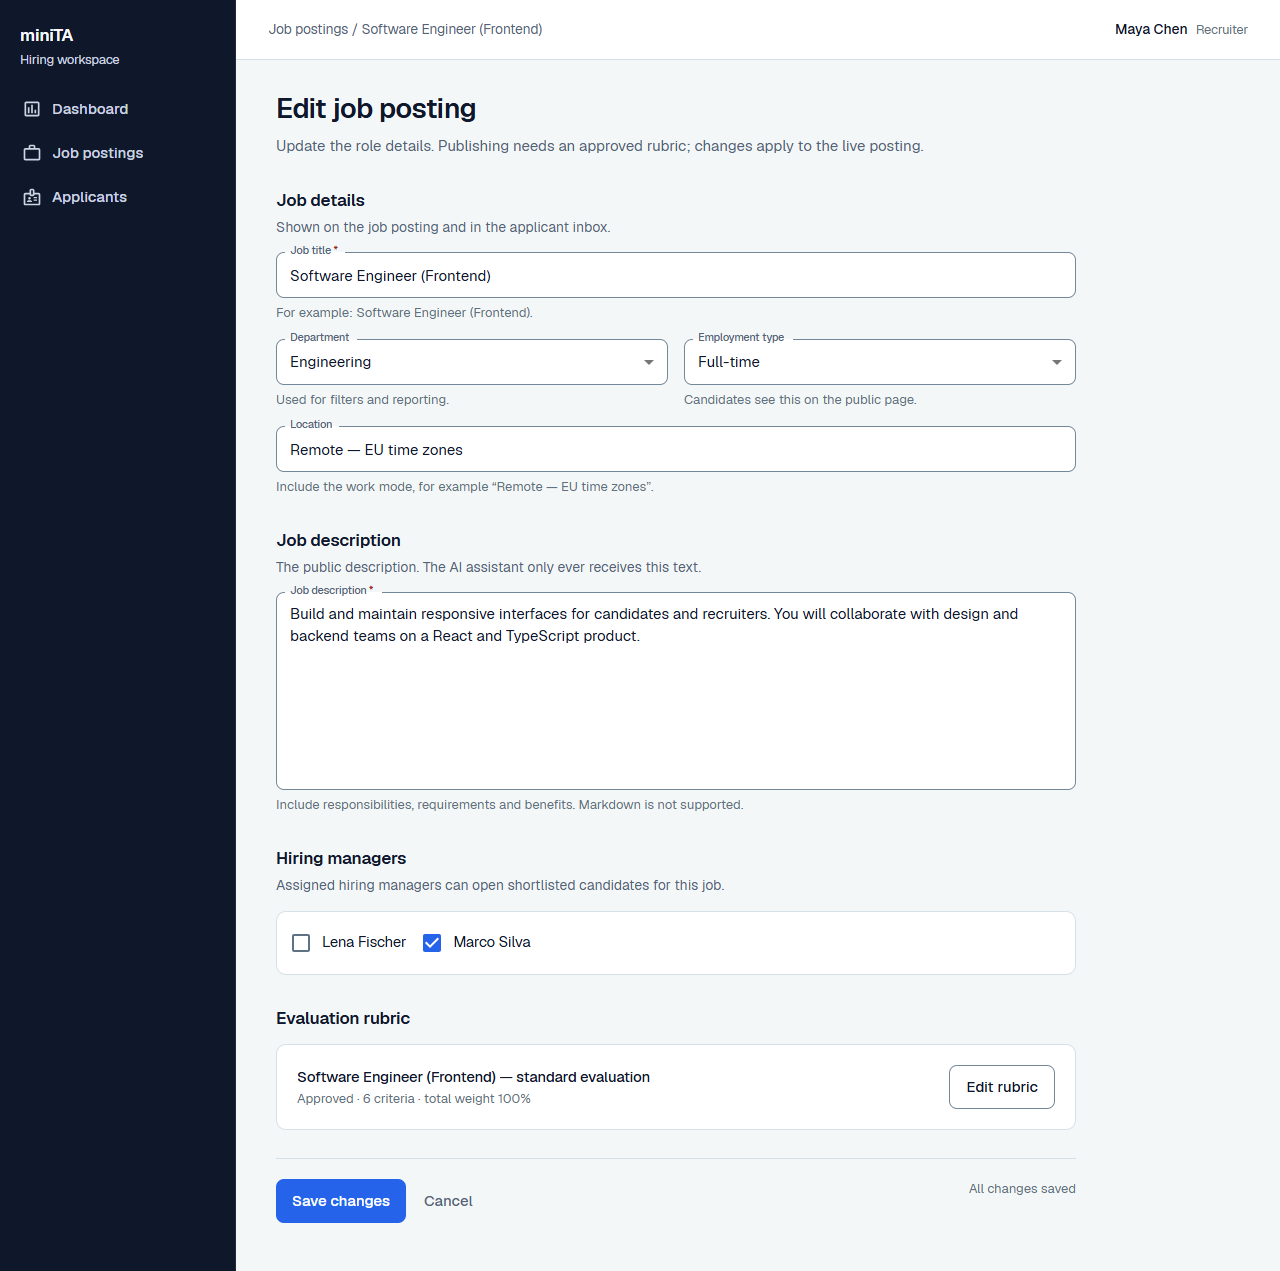 miniTA
Hiring workspace
Dashboard
Job postings
Applicants
Job postings / Software Engineer (Frontend)
Maya Chen Recruiter
Edit job posting
Update the role details. Publishing needs an approved rubric; changes apply to the live posting.
Job details
Shown on the job posting and in the applicant inbox.
Job title *
Software Engineer (Frontend)
For example: Software Engineer (Frontend).
Department
Engineering
Used for filters and reporting.
Employment type
Full-time
Candidates see this on the public page.
Location
Remote — EU time zones
Include the work mode, for example “Remote — EU time zones”.
Job description
The public description. The AI assistant only ever receives this text.
Job description *
Build and maintain responsive interfaces for candidates and recruiters. You will collaborate with design and
backend teams on a React and TypeScript product.
Include responsibilities, requirements and benefits. Markdown is not supported.
Hiring managers
Assigned hiring managers can open shortlisted candidates for this job.
Lena Fischer
Marco Silva
Evaluation rubric
Software Engineer (Frontend) — standard evaluation
Approved · 6 criteria · total weight 100%
Edit rubric
Save changes
Cancel
All changes saved